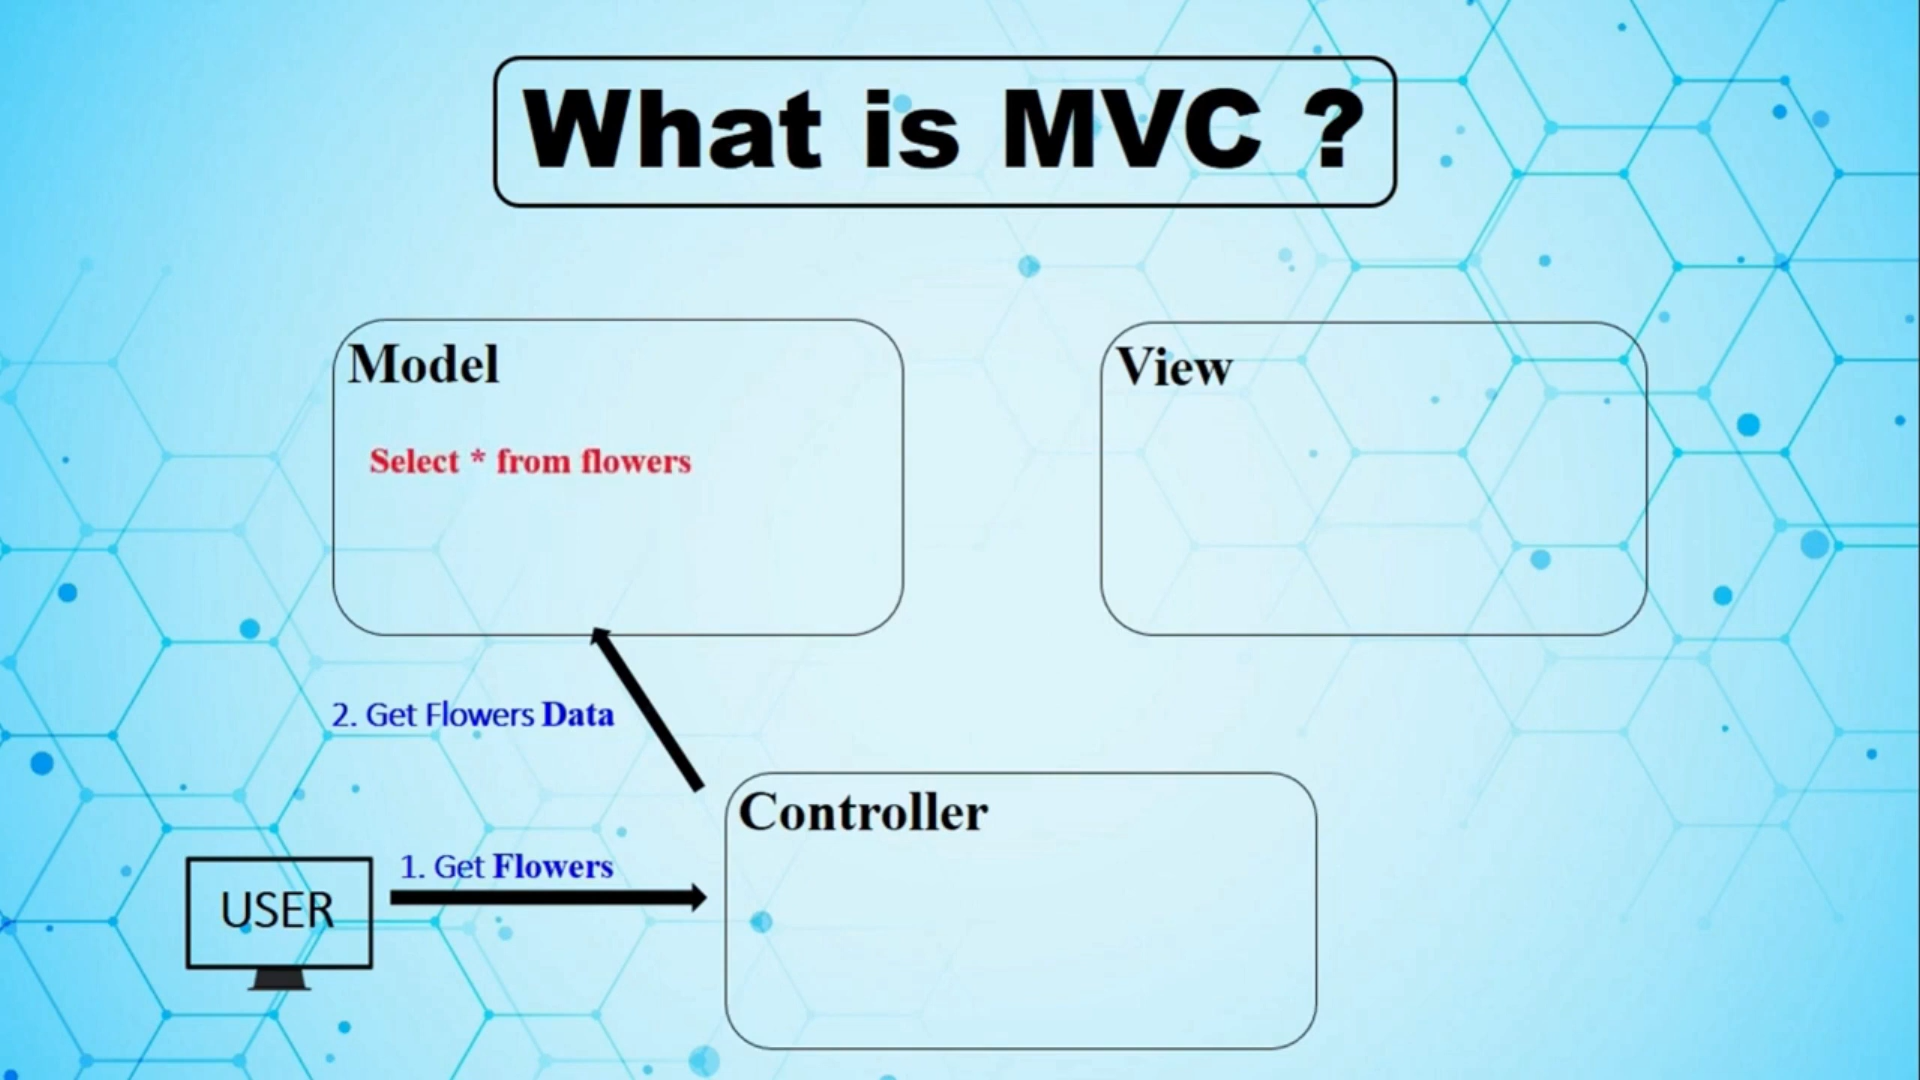 What is MVC ?
Model
View
Select * from flowers
2. Get Flowers Data
Controller
1. Get Flowers
USER